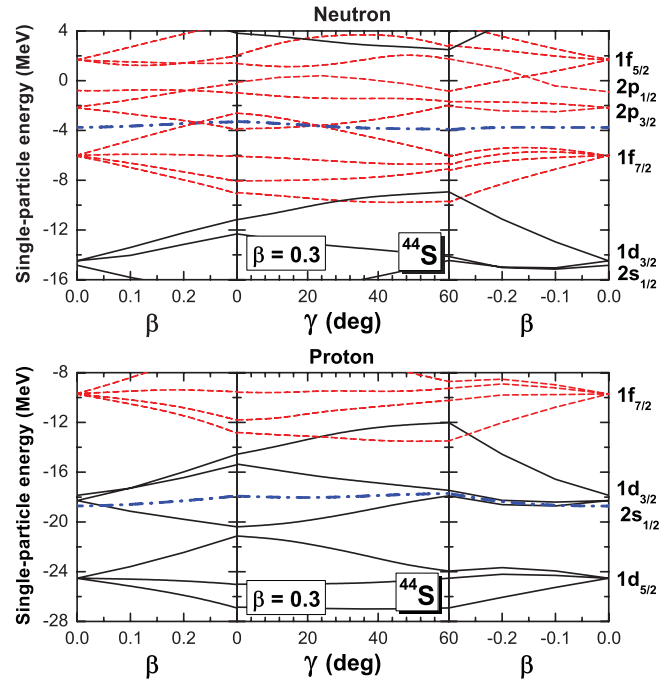 Neutron
Single-particle energy (MeV)
4
0
-4
-8
-12
-16
1f5/2
2p1/2
2p3/2
1f7/2
1d3/2
2s1/2
β = 0.3
44S
0.0 0.1 0.2 0 20 40 60 -0.2 -0.1 0.0
β γ (deg) β
Proton
Single-particle energy (MeV)
-8
-12
-16
-20
-24
-28
1f7/2
1d3/2
2s1/2
1d5/2
β = 0.3
44S
0.0 0.1 0.2 0 20 40 60 -0.2 -0.1 0.0
β γ (deg) β